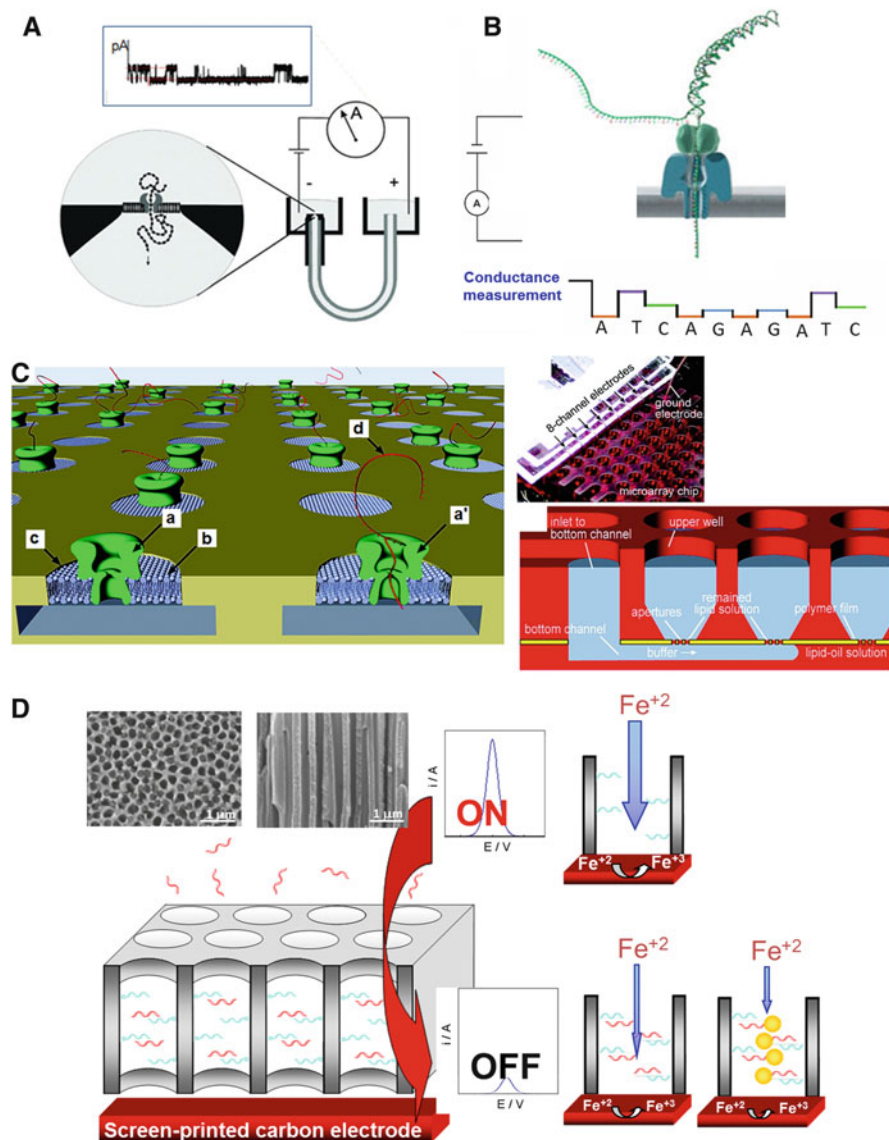 A
pA
A
-
+
B
A
Conductance
measurement
A T C A G A G A T C
C
d
a
a'
c
b
8-channel electrodes
ground
electrode
microarray chip
inlet to
bottom channel
upper well
apertures
remained
lipid solution
polymer film
bottom channel
buffer →
lipid-oil solution
D
1 µm
1 µm
i / A
ON
E / V
Fe+2
Fe+2
Fe+3
i / A
OFF
E / V
Fe+2
Fe+2
Fe+2
Fe+3
Fe+2
Fe+3
Screen-printed carbon electrode